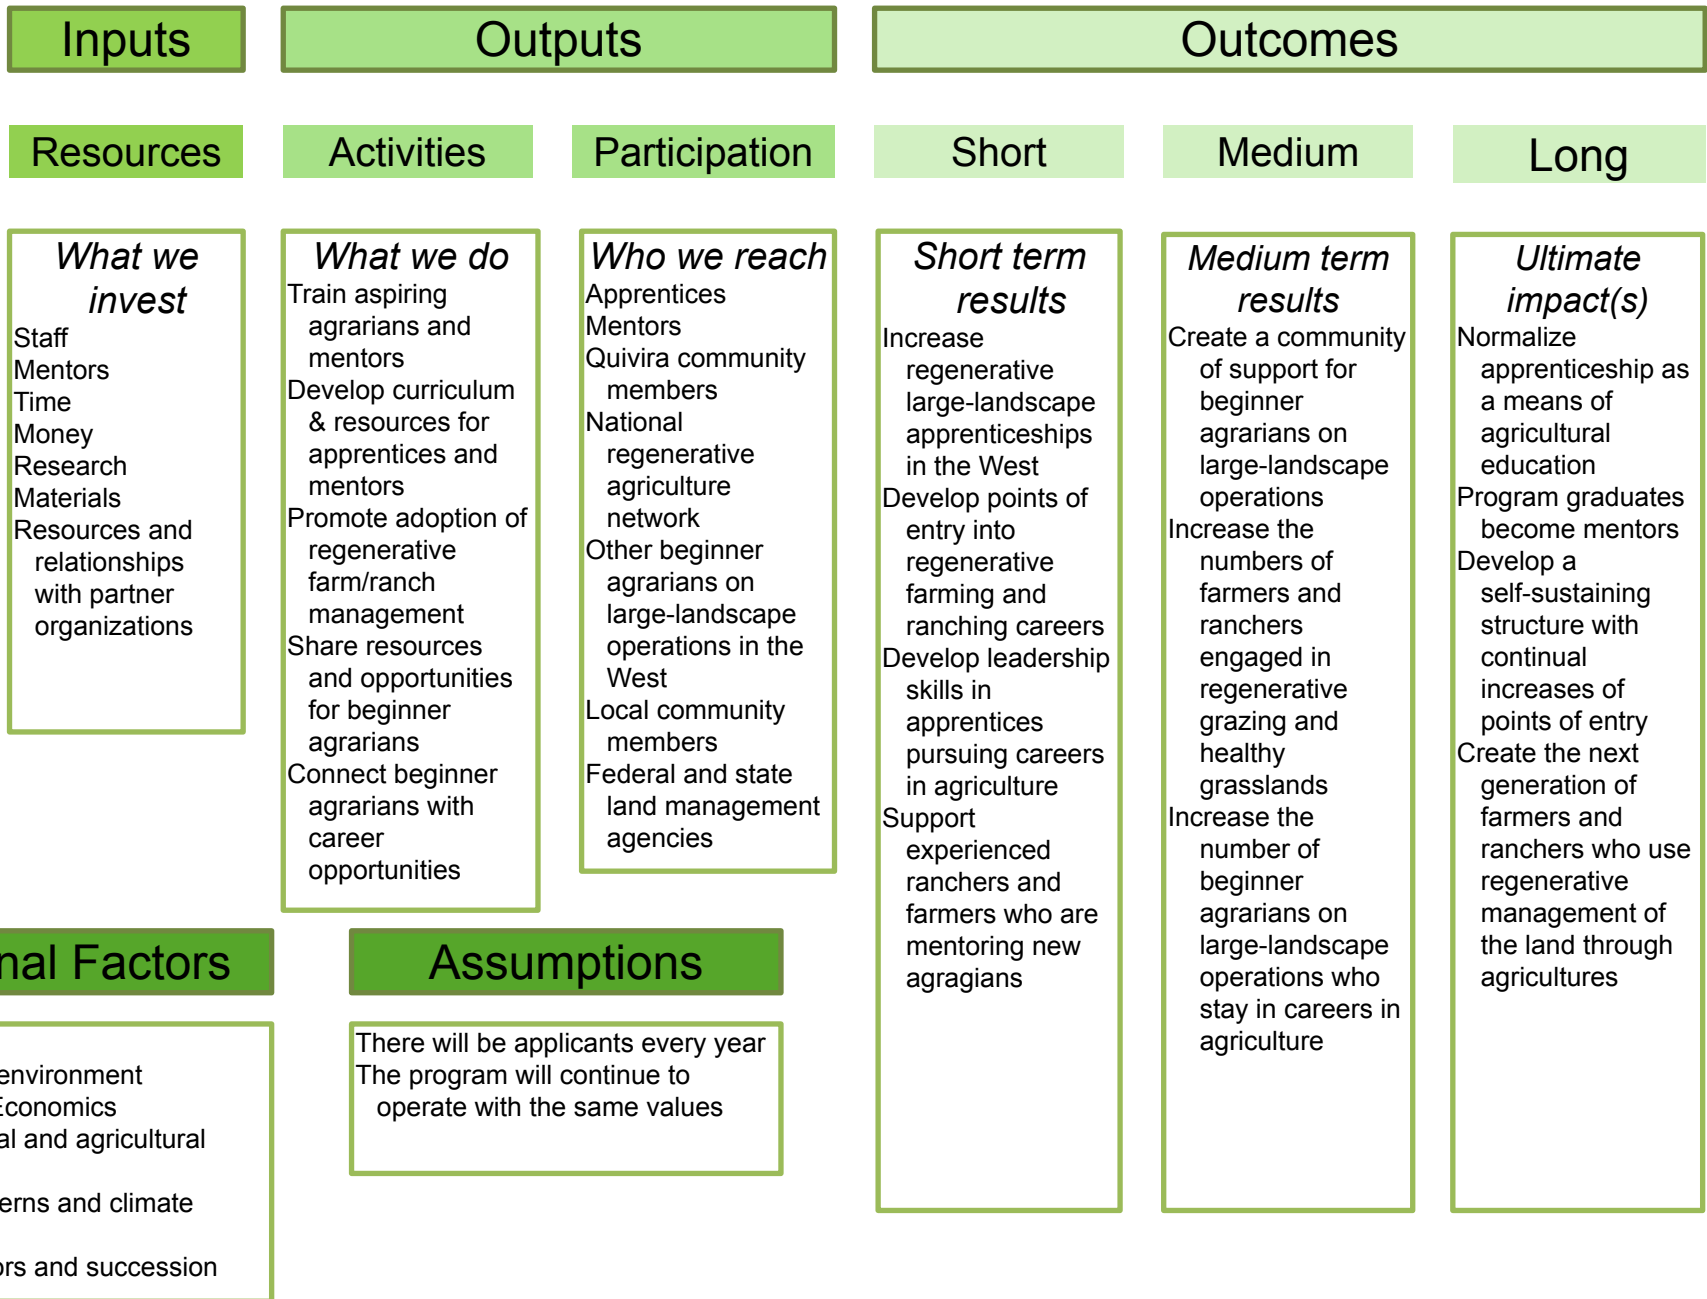 Inputs
Outputs
Outcomes
Resources
Activities
Participation
Short
Medium
Long
What we
invest
Staff
Mentors
Time
Money
Research
Materials
Resources and
relationships
with partner
organizations
What we do
Train aspiring
agrarians and
mentors
Develop curriculum
& resources for
apprentices and
mentors
Promote adoption of
regenerative
farm/ranch
management
Share resources
and opportunities
for beginner
agrarians
Connect beginner
agrarians with
career
opportunities
Who we reach
Apprentices
Mentors
Quivira community
members
National
regenerative
agriculture
network
Other beginner
agrarians on
large-landscape
operations in the
West
Local community
members
Federal and state
land management
agencies
Short term
results
Increase
regenerative
large-landscape
apprenticeships
in the West
Develop points of
entry into
regenerative
farming and
ranching careers
Develop leadership
skills in
apprentices
pursuing careers
in agriculture
Support
experienced
ranchers and
farmers who are
mentoring new
agragians
Medium term
results
Create a community
of support for
beginner
agrarians on
large-landscape
operations
Increase the
numbers of
farmers and
ranchers
engaged in
regenerative
grazing and
healthy
grasslands
Increase the
number of
beginner
agrarians on
large-landscape
operations who
stay in careers in
agriculture
Ultimate
impact(s)
Normalize
apprenticeship as
a means of
agricultural
education
Program graduates
become mentors
Develop a
self-sustaining
structure with
continual
increases of
points of entry
Create the next
generation of
farmers and
ranchers who use
regenerative
management of
the land through
agricultures
nal Factors
environment
Economics
al and agricultural
erns and climate
ors and succession
Assumptions
There will be applicants every year
The program will continue to
operate with the same values